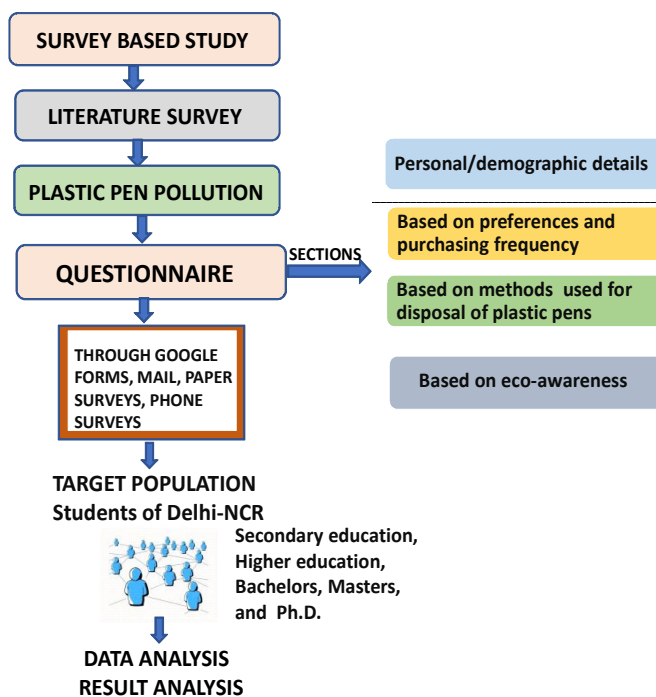 SURVEY BASED STUDY
LITERATURE SURVEY
PLASTIC PEN POLLUTION
QUESTIONNAIRE
SECTIONS
Personal/demographic details
Based on preferences and
purchasing frequency
Based on methods used for
disposal of plastic pens
Based on eco-awareness
THROUGH GOOGLE
FORMS, MAIL, PAPER
SURVEYS, PHONE
SURVEYS
TARGET POPULATION
Students of Delhi-NCR
Secondary education,
Higher education,
Bachelors, Masters,
and Ph.D.
DATA ANALYSIS
RESULT ANALYSIS